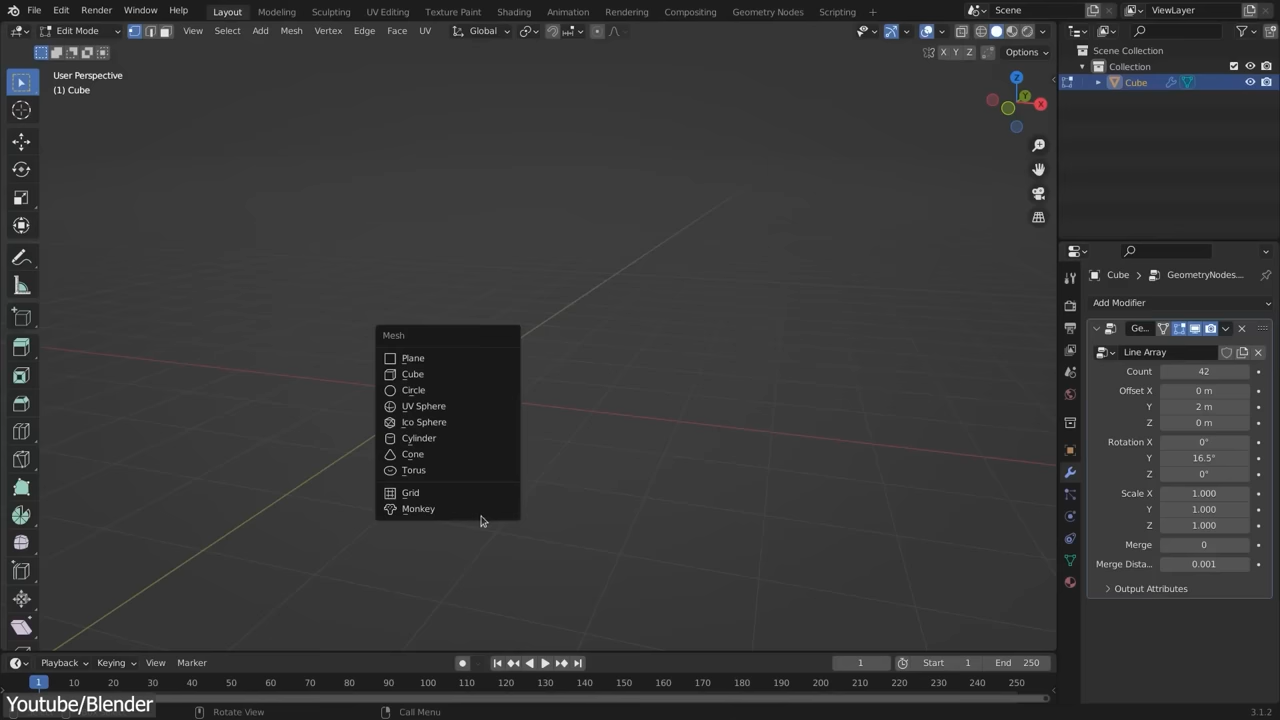 File Edit Render Window Help Layout Modeling Sculpting UV Editing Texture Paint Shading Animation Rendering Compositing Geometry Nodes Scripting + Scene ViewLayer
Edit Mode View Select Add Mesh Vertex Edge Face UV Global
X Y Z Options
User Perspective
(1) Cube
Z
Y
X
Scene Collection
Collection
Cube
Mesh
Plane
Cube
Circle
UV Sphere
Ico Sphere
Cylinder
Cone
Torus
Grid
Monkey
Cube > GeometryNodes...
Add Modifier
Ge...
Line Array
Count 42
Offset X 0 m
Y 2 m
Z 0 m
Rotation X 0°
Y 16.5°
Z 0°
Scale X 1.000
Y 1.000
Z 1.000
Merge 0
Merge Dista... 0.001
Output Attributes
Playback Keying View Marker 1 Start 1 End 250
1 10 20 30 40 50 60 70 80 90 100 110 120 130 140 150 160 170 180 190 200 210 220 230 240 250
Youtube/Blender
Rotate View Call Menu 3.1.2